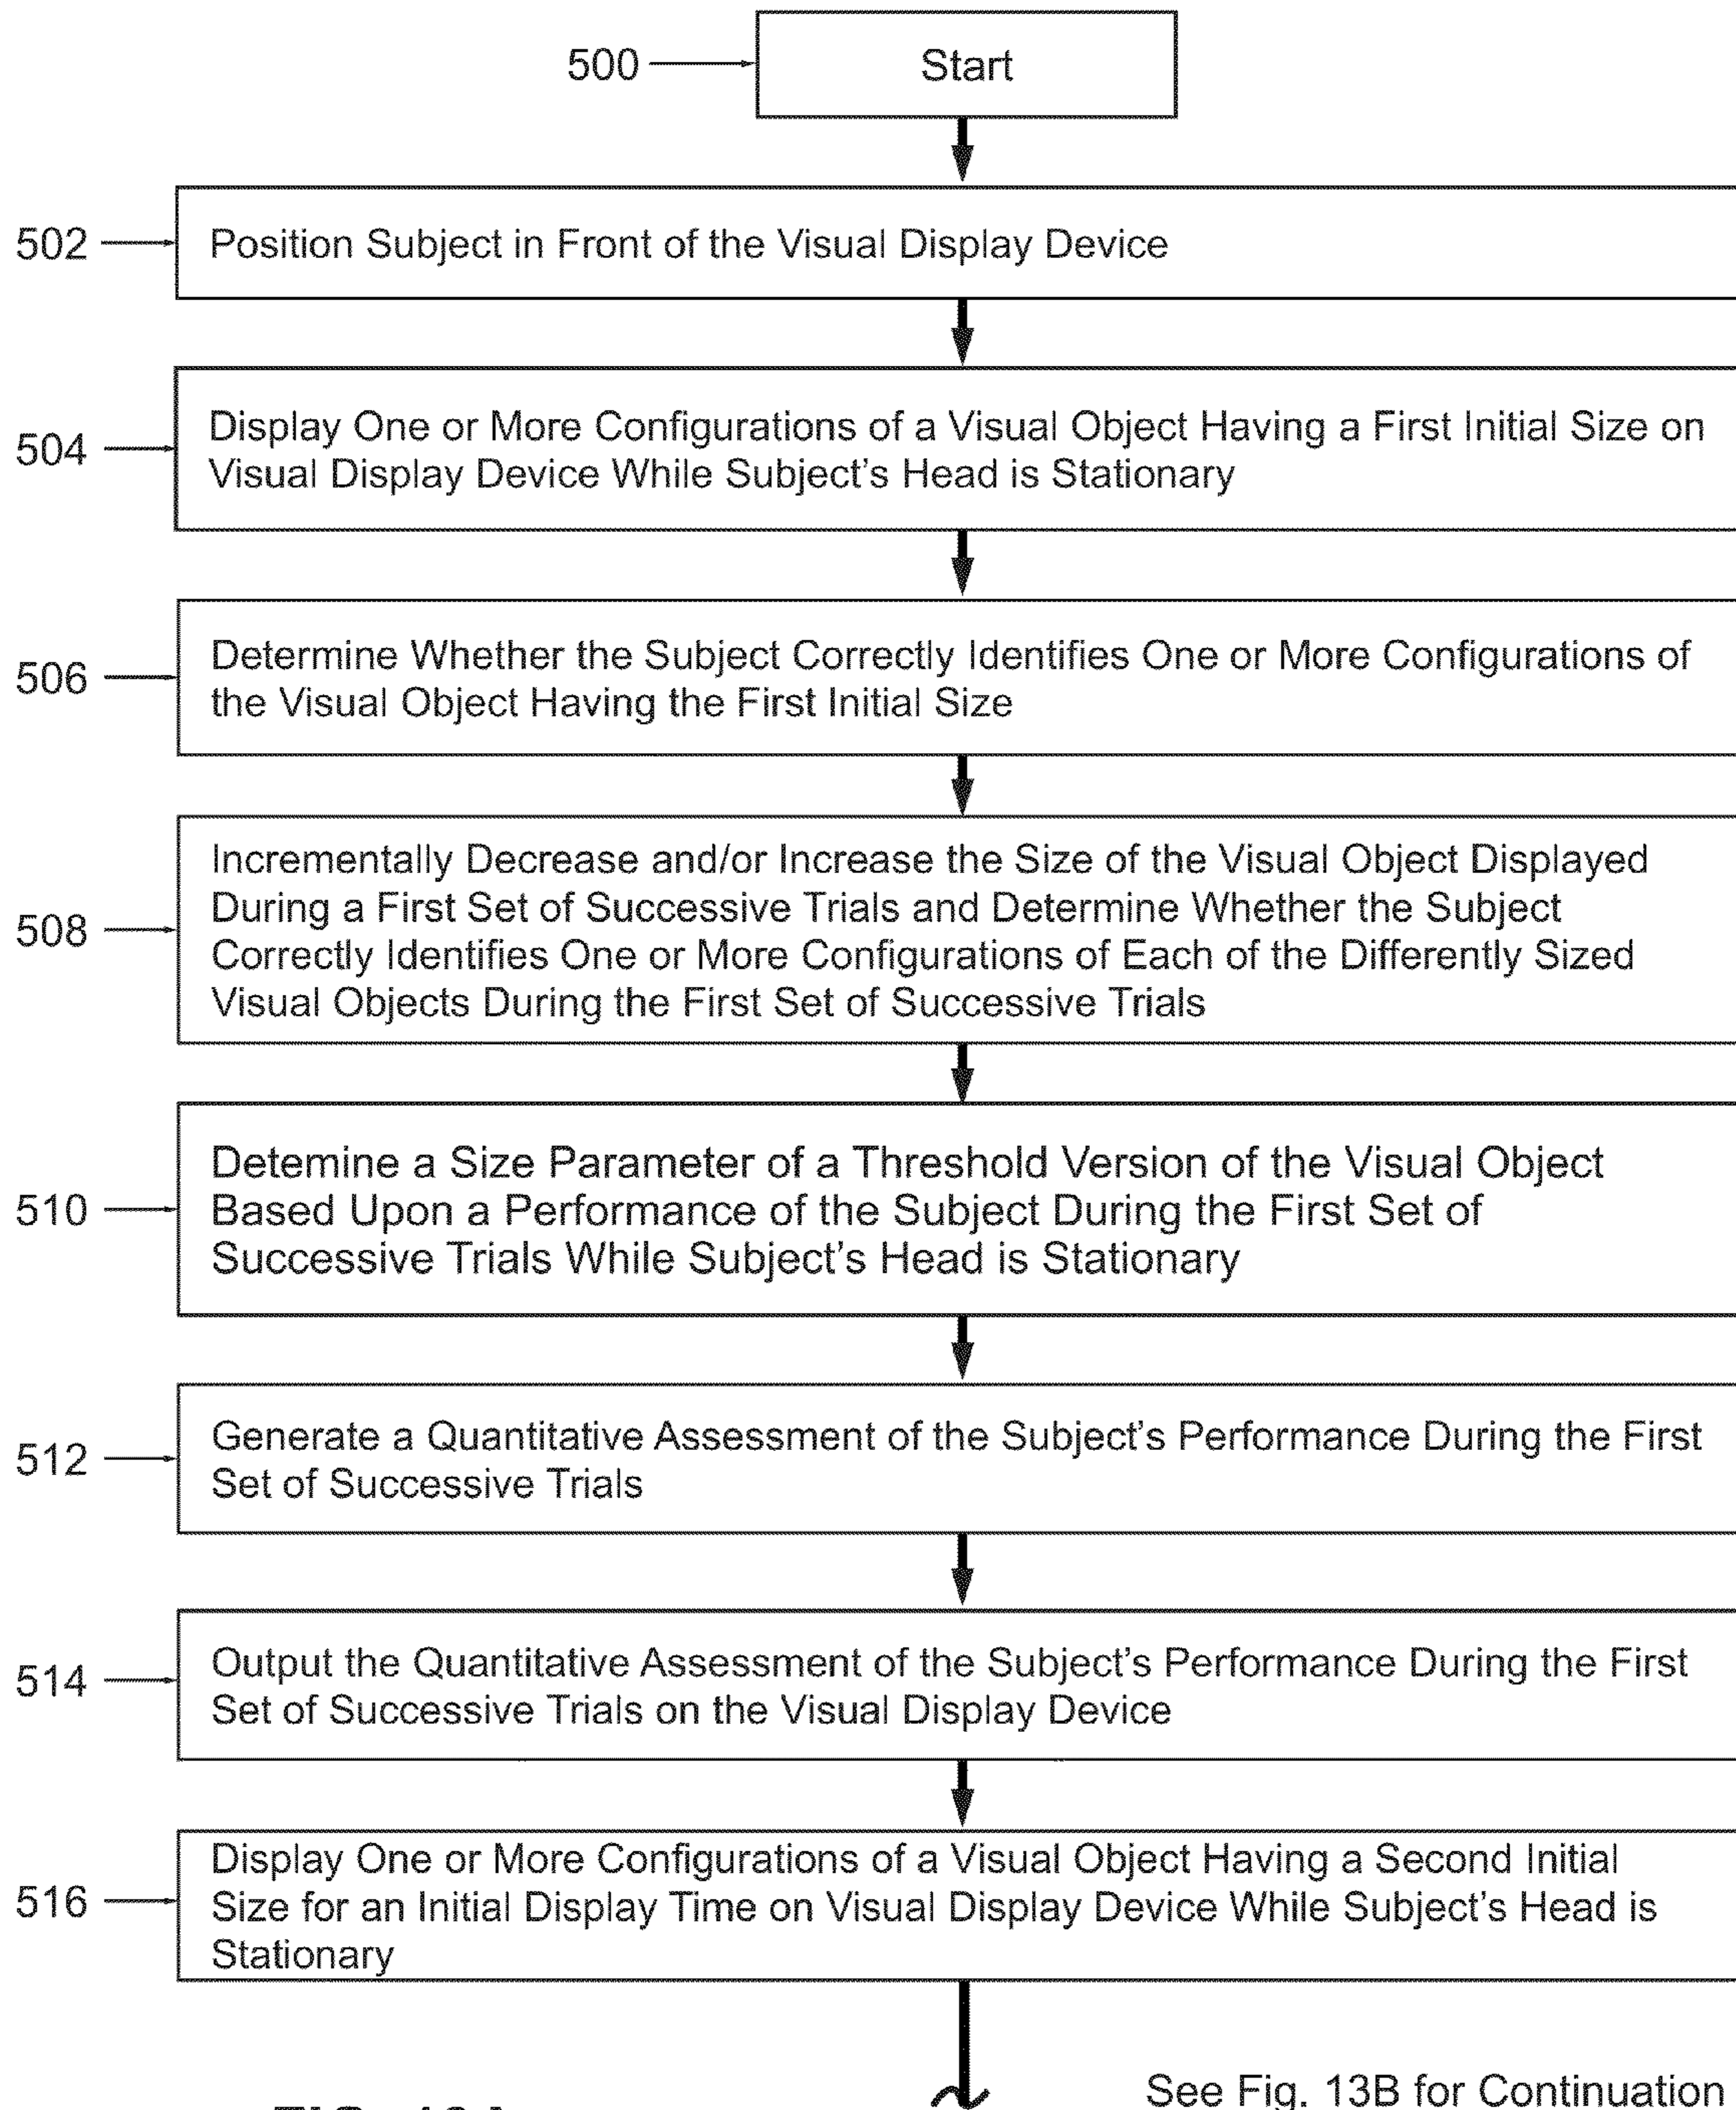 500
Start
502
Position Subject in Front of the Visual Display Device
504
Display One or More Configurations of a Visual Object Having a First Initial Size on
Visual Display Device While Subject's Head is Stationary
506
Determine Whether the Subject Correctly Identifies One or More Configurations of
the Visual Object Having the First Initial Size
508
Incrementally Decrease and/or Increase the Size of the Visual Object Displayed
During a First Set of Successive Trials and Determine Whether the Subject
Correctly Identifies One or More Configurations of Each of the Differently Sized
Visual Objects During the First Set of Successive Trials
510
Detemine a Size Parameter of a Threshold Version of the Visual Object
Based Upon a Performance of the Subject During the First Set of
Successive Trials While Subject's Head is Stationary
512
Generate a Quantitative Assessment of the Subject's Performance During the First
Set of Successive Trials
514
Output the Quantitative Assessment of the Subject's Performance During the First
Set of Successive Trials on the Visual Display Device
516
Display One or More Configurations of a Visual Object Having a Second Initial
Size for an Initial Display Time on Visual Display Device While Subject's Head is
Stationary
See Fig. 13B for Continuation